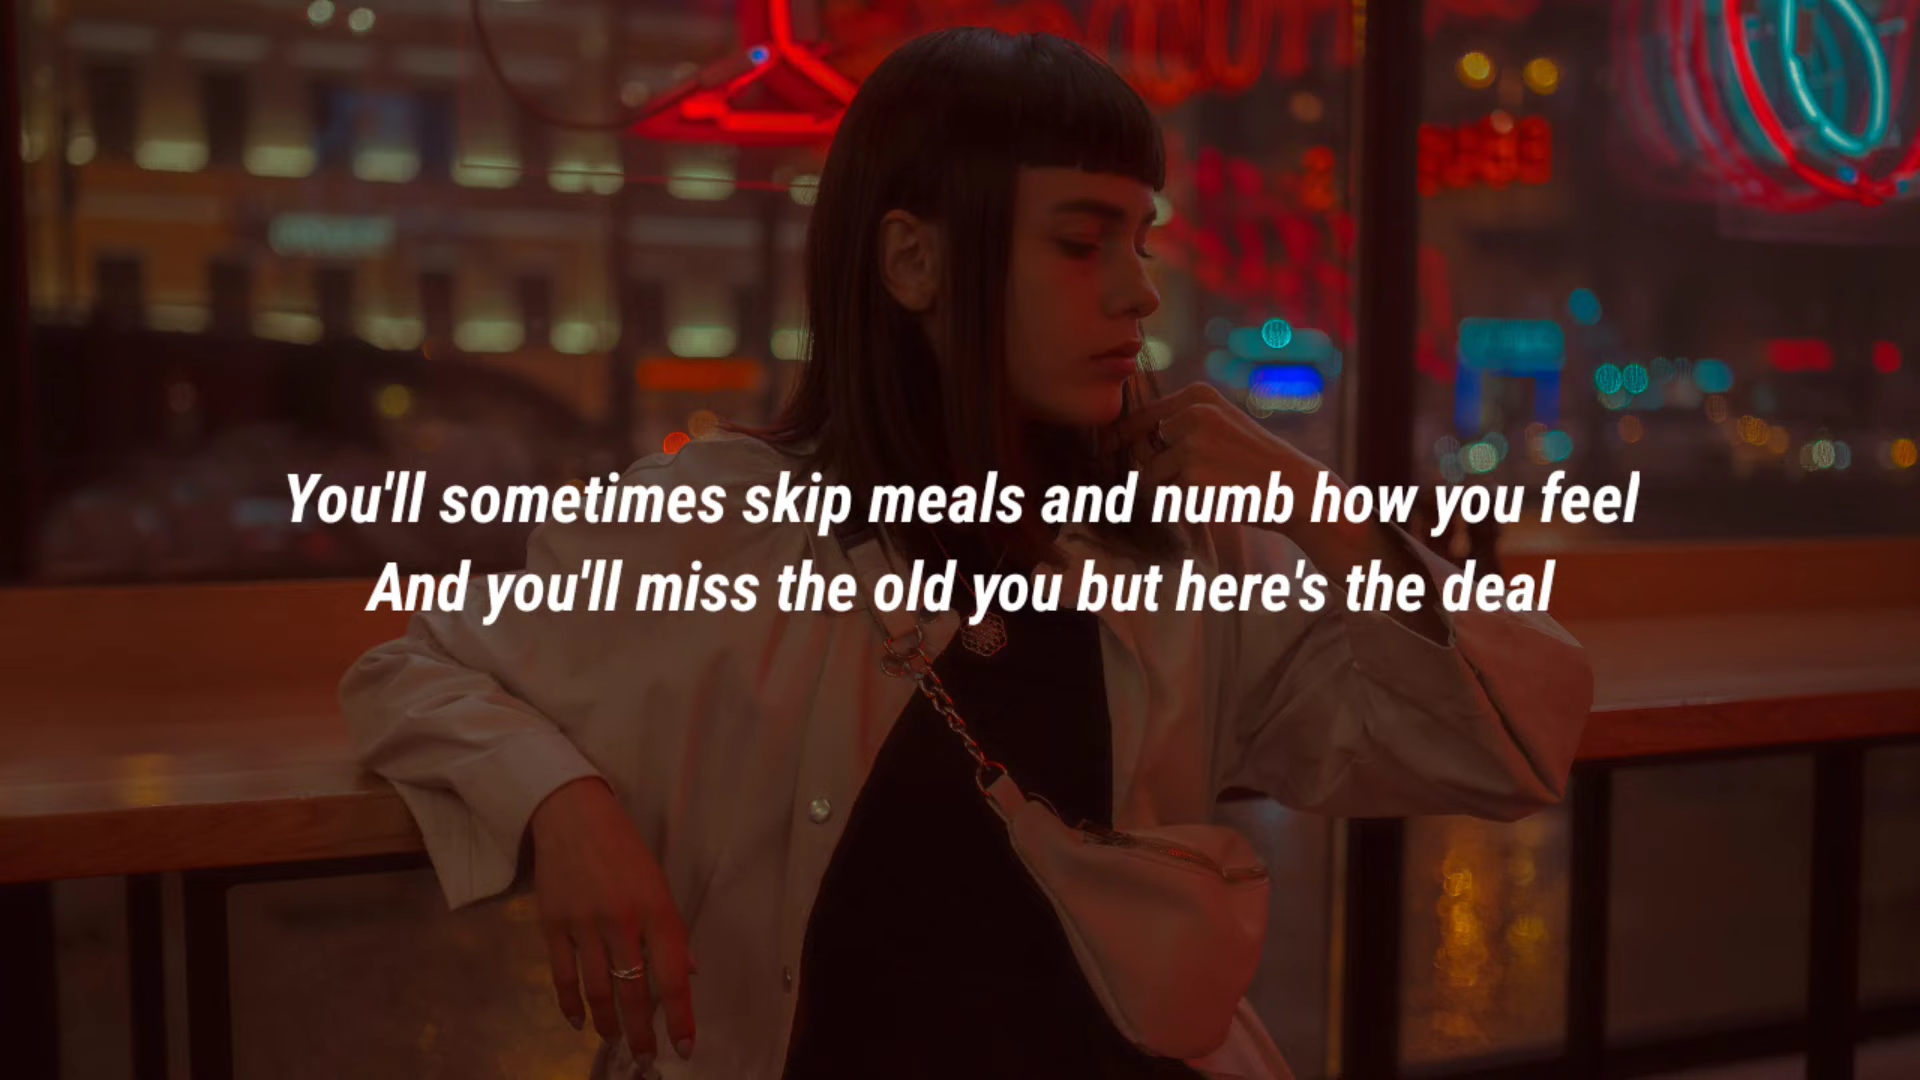 You'll sometimes skip meals and numb how you feel
And you'll miss the old you but here's the deal